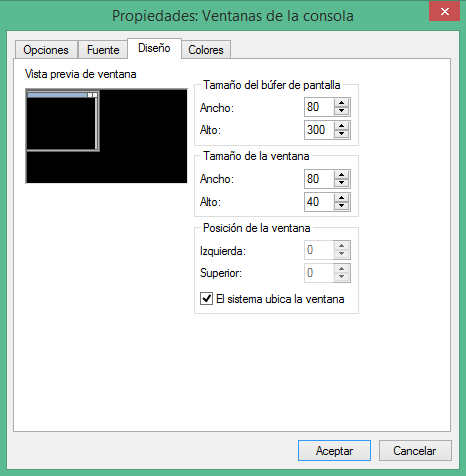 Propiedades: Ventanas de la consola
Opciones Fuente Diseño Colores
Vista previa de ventana
Tamaño del búfer de pantalla
Ancho: 80
Alto: 300
Tamaño de la ventana
Ancho: 80
Alto: 40
Posición de la ventana
Izquierda: 0
Superior: 0
El sistema ubica la ventana
Aceptar Cancelar